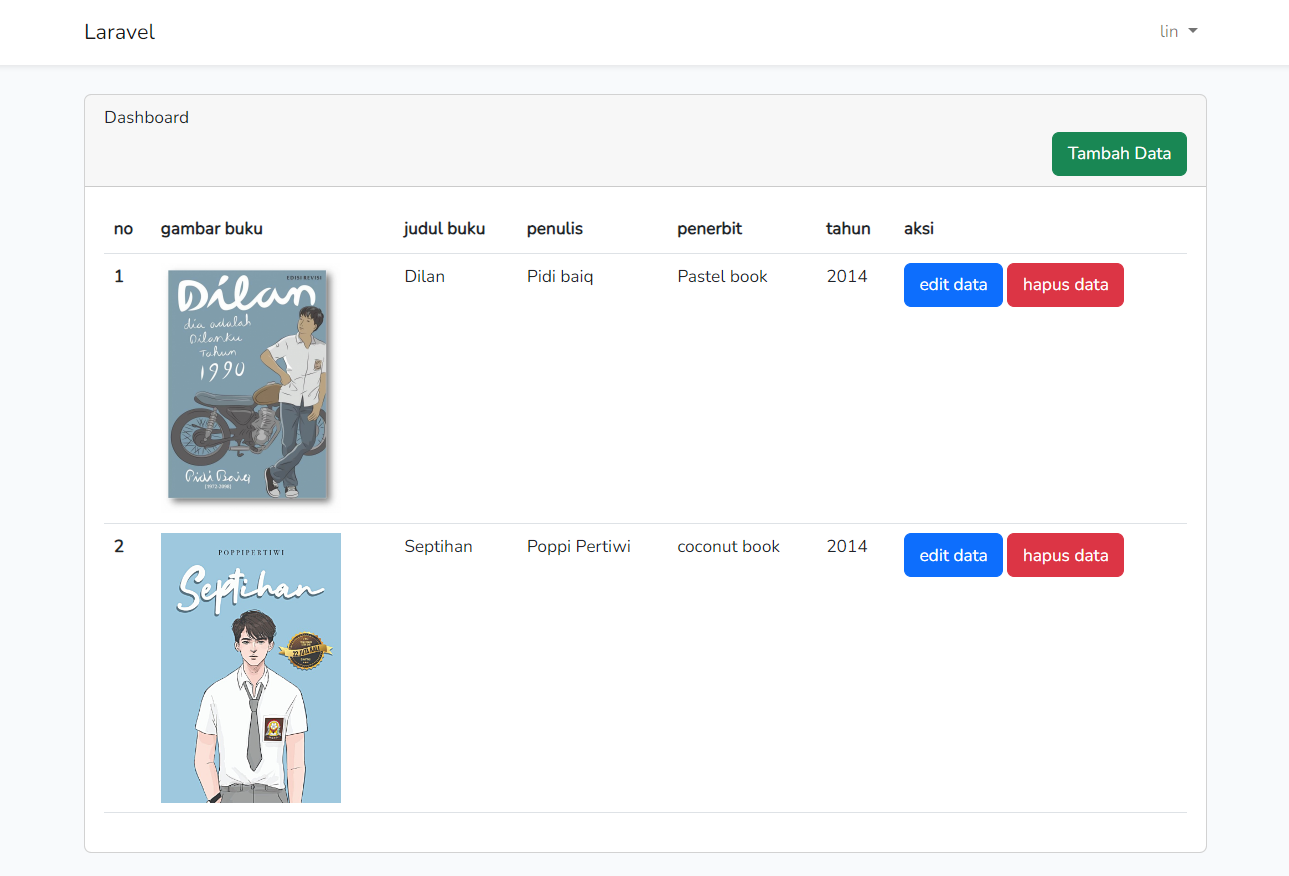 Laravel
lin
Dashboard
Tambah Data
no gambar buku judul buku penulis penerbit tahun aksi
1 Dilan Pidi baiq Pastel book 2014 edit data hapus data
EDISI REVISI
Dilan
dia adalah
Dilanku
Tahun
1990
Pidi Baiq
2 Septihan Poppi Pertiwi coconut book 2014 edit data hapus data
POPPIPERTIWI
Septihan